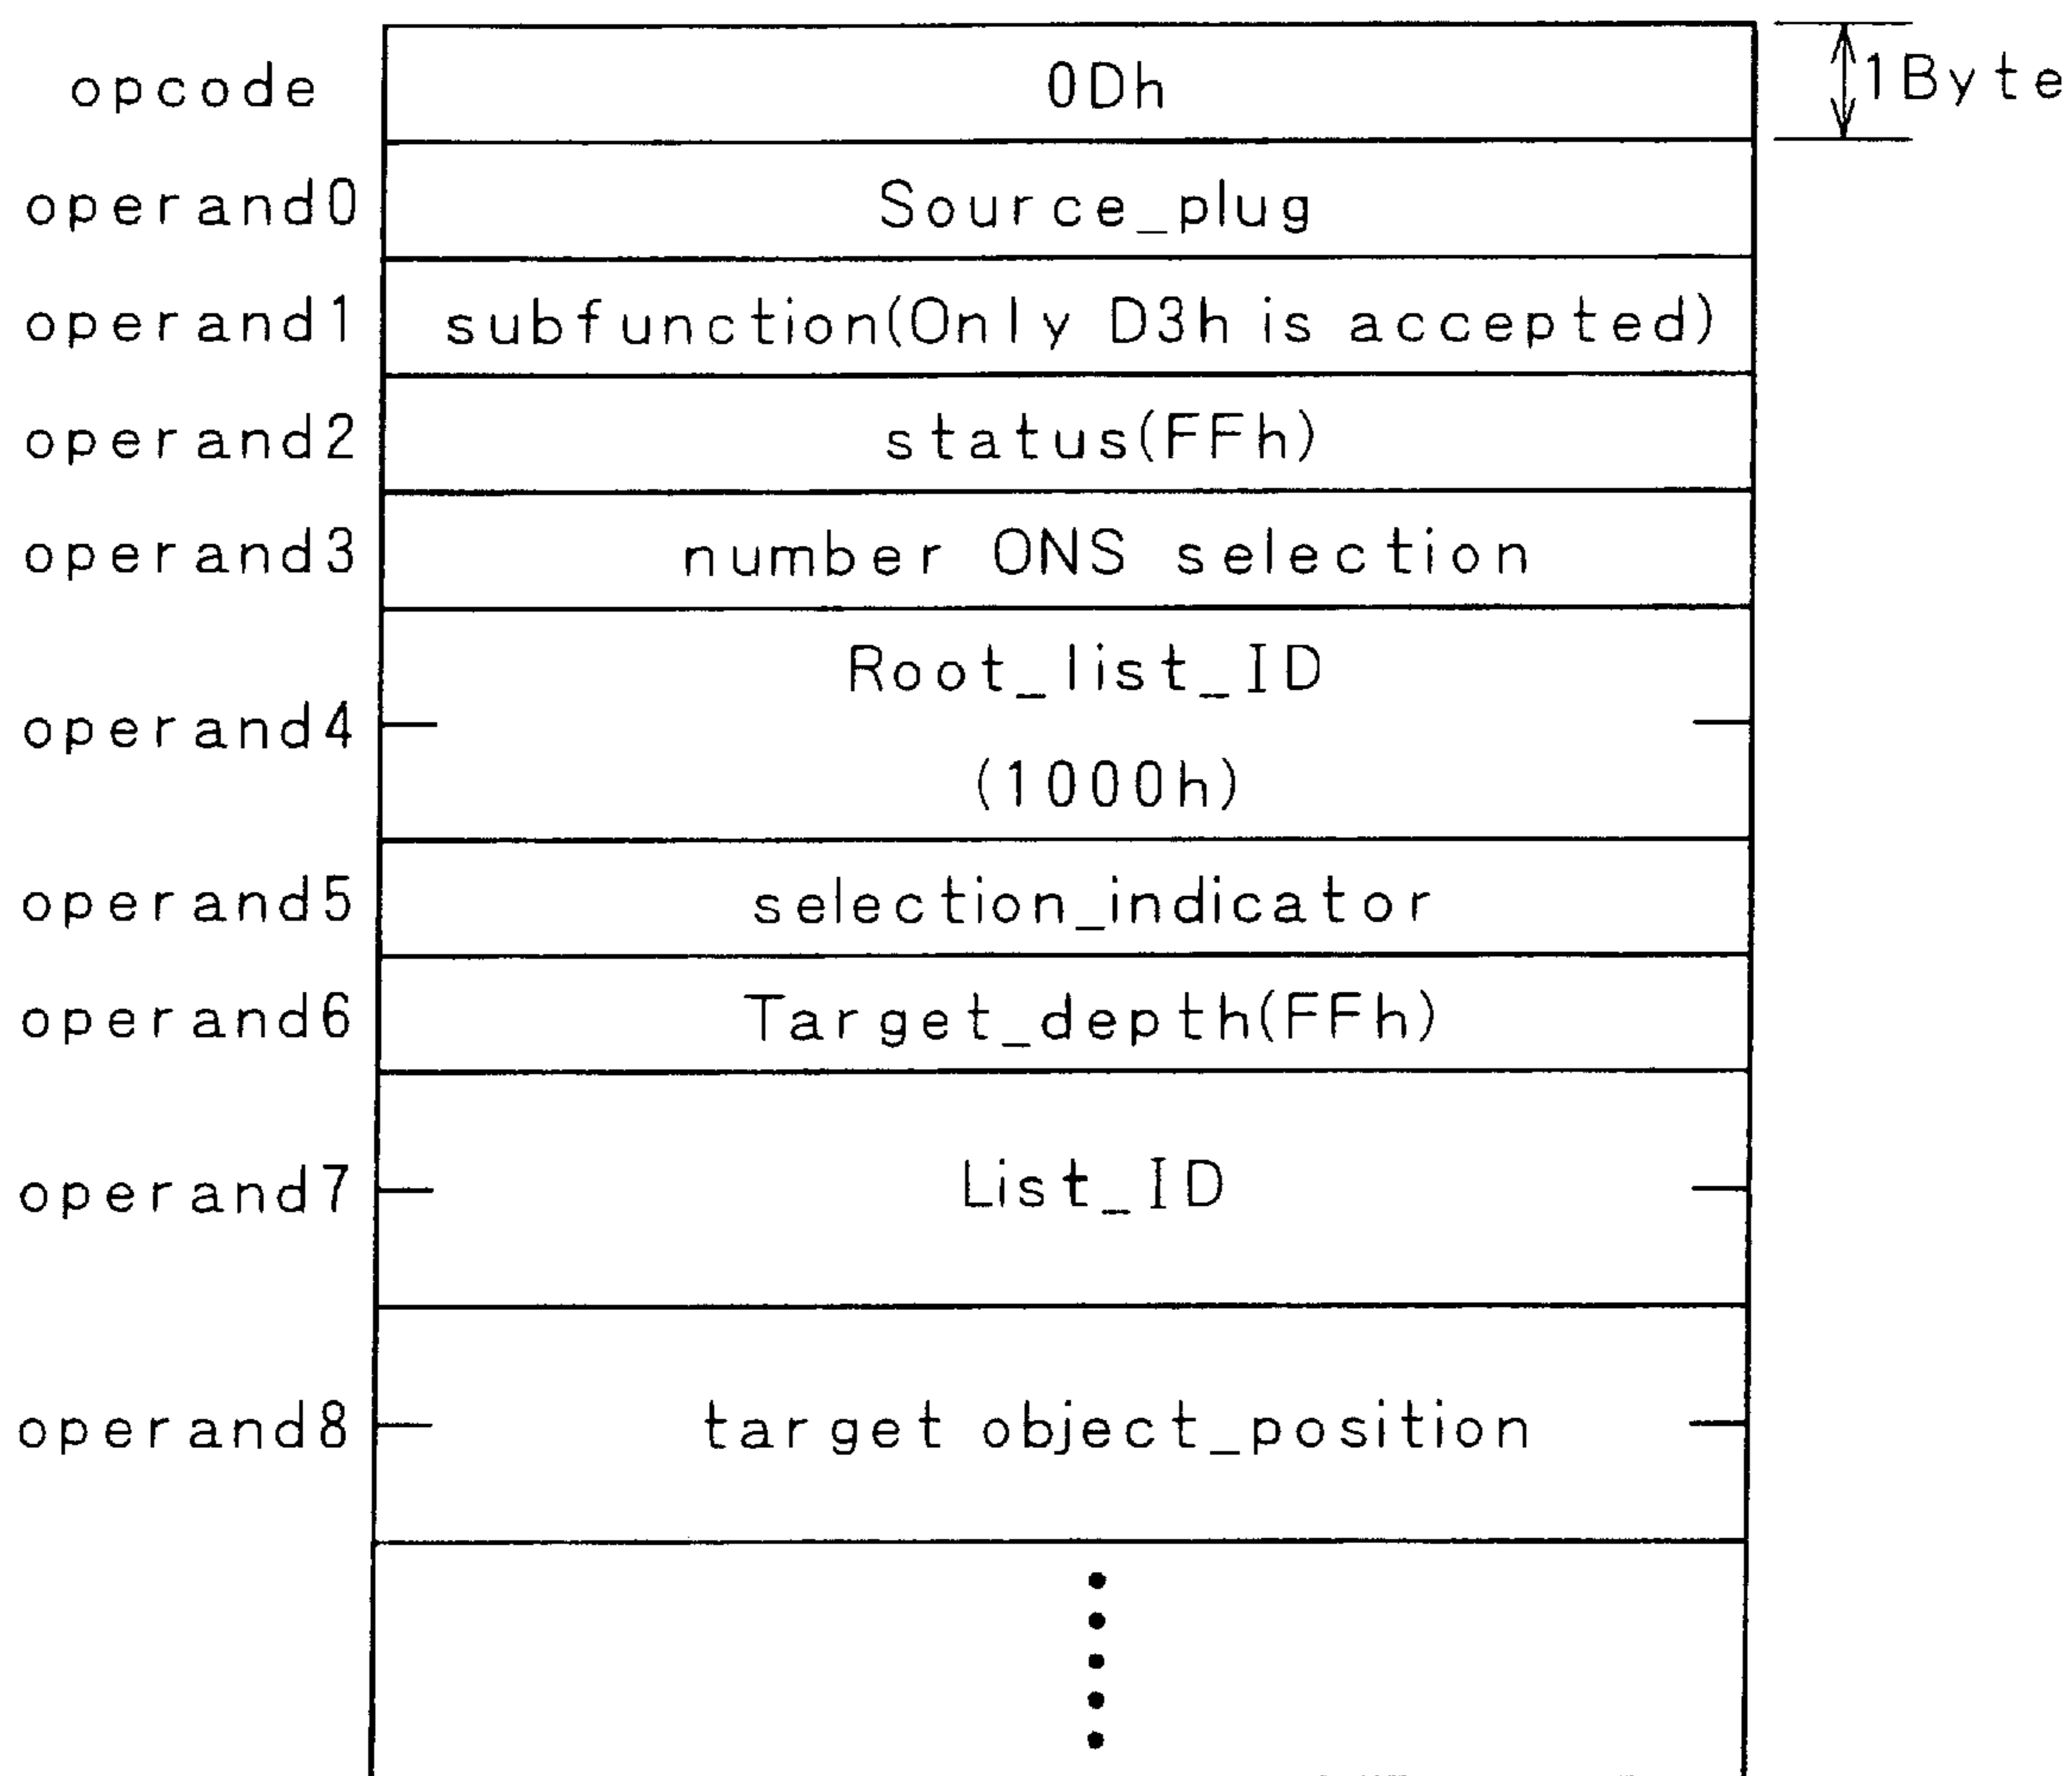 opcode 0Dh 1Byte
operand0 Source_plug
operand1 subfunction(Only D3h is accepted)
operand2 status(FFh)
operand3 number ONS selection
Root_list_ID
operand4
(1000h)
operand5 selection_indicator
operand6 Target_depth(FFh)
operand7 List_ID
operand8 target object_position